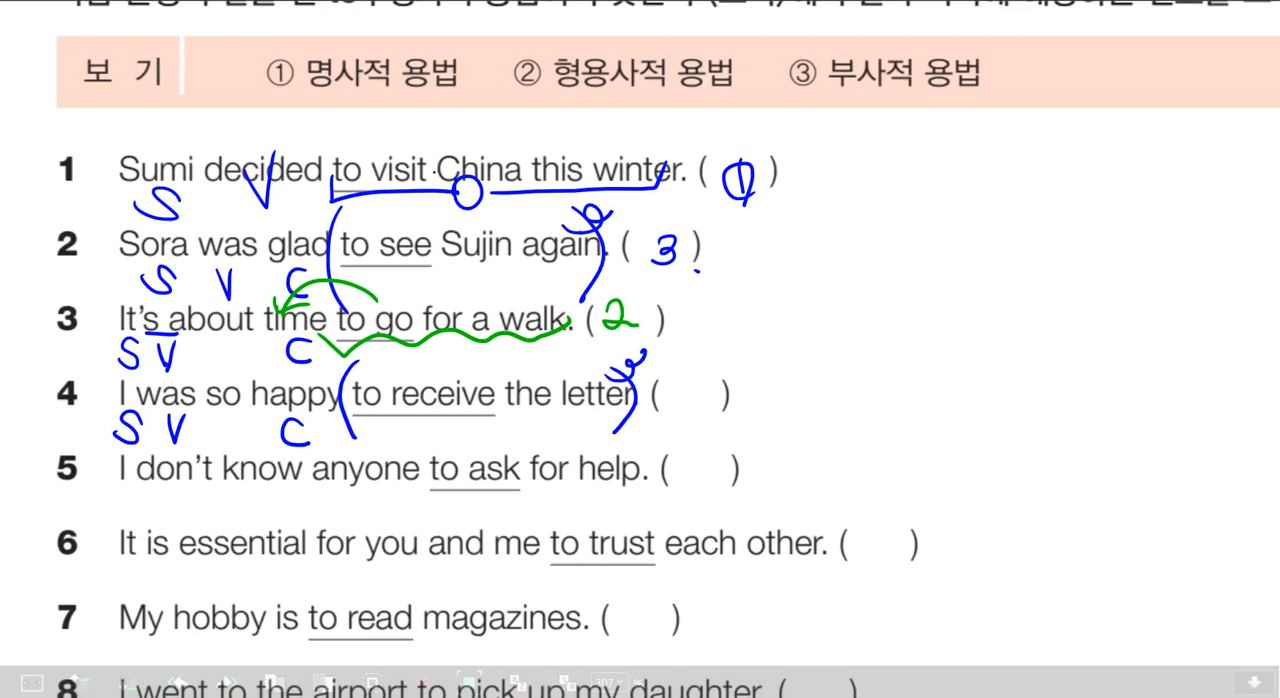 보 기 ① 명사적 용법 ② 형용사적 용법 ③ 부사적 용법
1 Sumi decided to visit China this winter. ( ① )
S V O
2 Sora was glad to see Sujin again. ( 3 )
S V C
3 It's about time to go for a walk. ( 2 )
S V C
4 I was so happy to receive the letter. ( )
S V C
5 I don't know anyone to ask for help. ( )
6 It is essential for you and me to trust each other. ( )
7 My hobby is to read magazines. ( )
8 I went to the airport to pick up my daughter. ( )